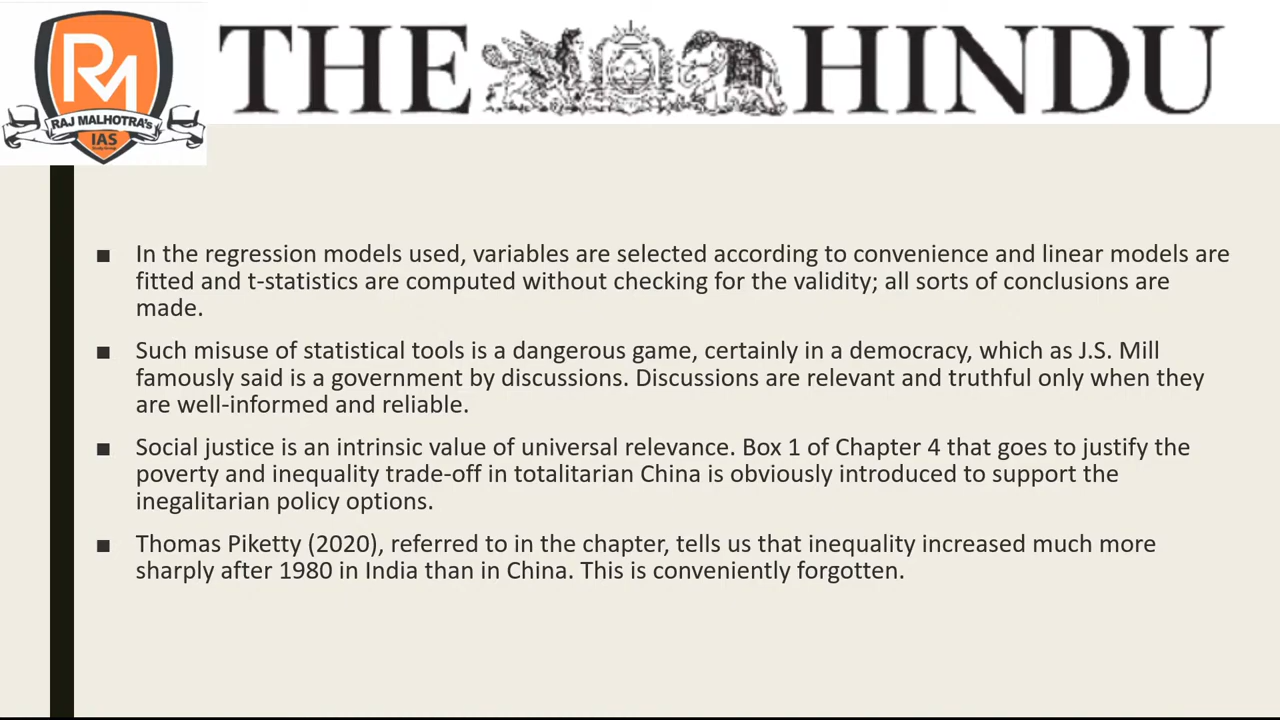 RM
RAJ MALHOTRA's
IAS
THE HINDU
■ In the regression models used, variables are selected according to convenience and linear models are
fitted and t-statistics are computed without checking for the validity; all sorts of conclusions are
made.
■ Such misuse of statistical tools is a dangerous game, certainly in a democracy, which as J.S. Mill
famously said is a government by discussions. Discussions are relevant and truthful only when they
are well-informed and reliable.
■ Social justice is an intrinsic value of universal relevance. Box 1 of Chapter 4 that goes to justify the
poverty and inequality trade-off in totalitarian China is obviously introduced to support the
inegalitarian policy options.
■ Thomas Piketty (2020), referred to in the chapter, tells us that inequality increased much more
sharply after 1980 in India than in China. This is conveniently forgotten.